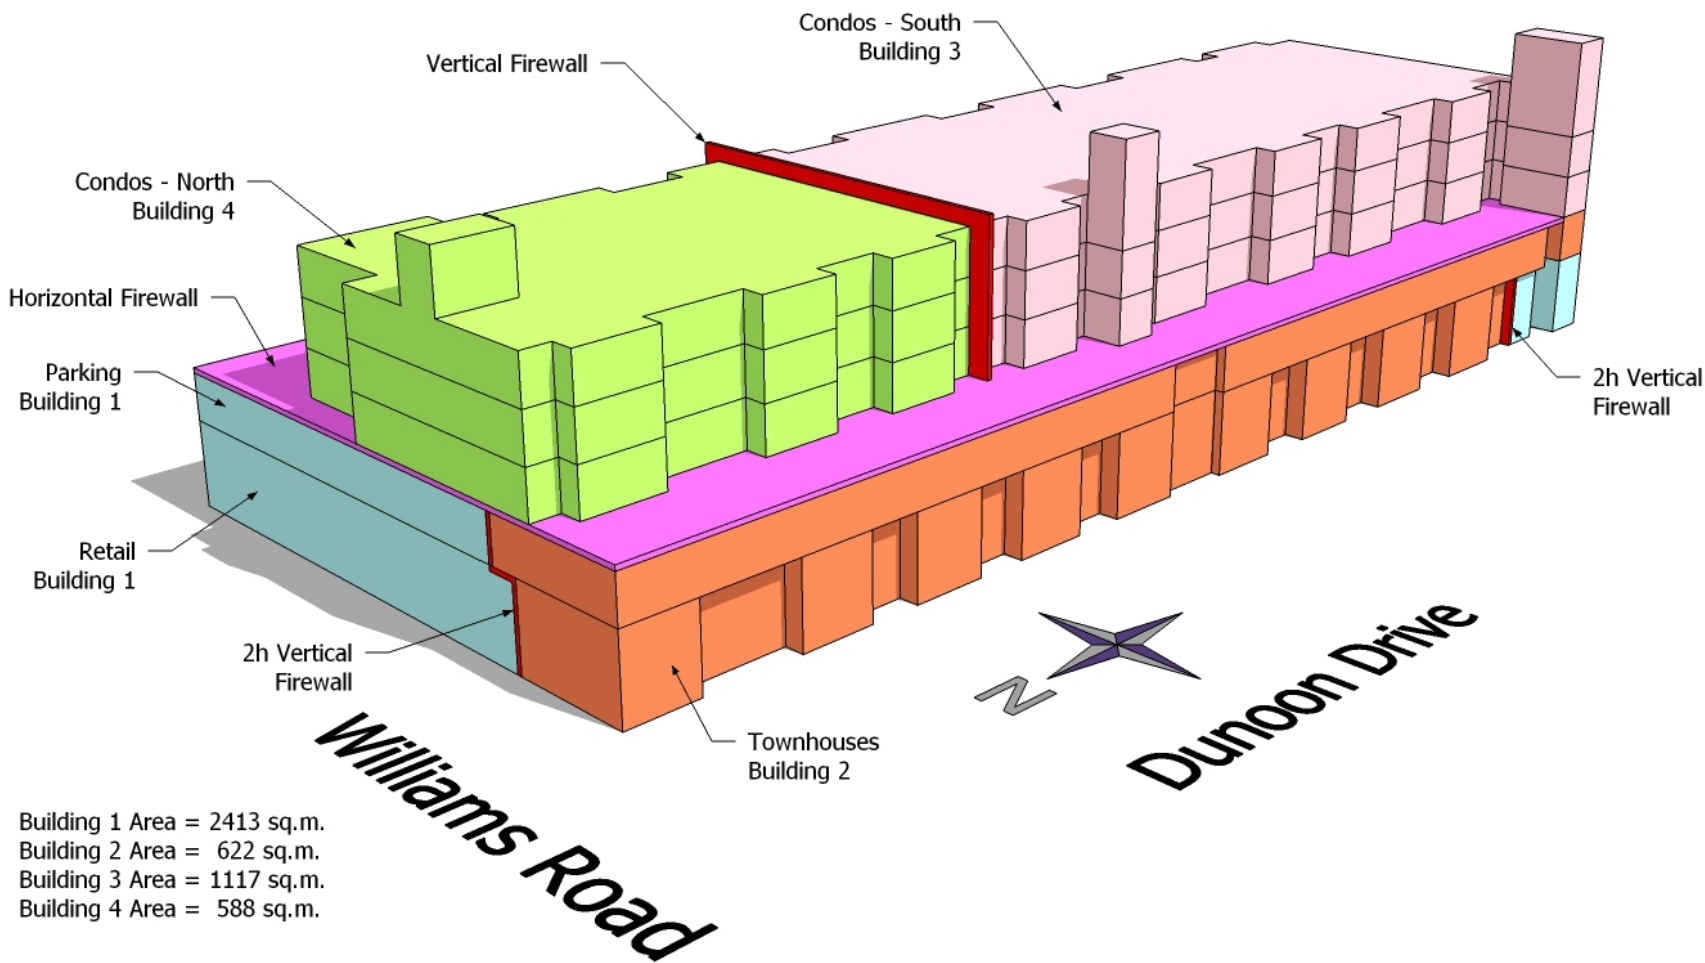 Condos - South
Building 3
Vertical Firewall
Condos - North
Building 4
Horizontal Firewall
Parking
Building 1
2h Vertical
Firewall
Retail
Building 1
2h Vertical
Firewall
N
Dunoon Drive
Townhouses
Building 2
Williams Road
Building 1 Area = 2413 sq.m.
Building 2 Area = 622 sq.m.
Building 3 Area = 1117 sq.m.
Building 4 Area = 588 sq.m.